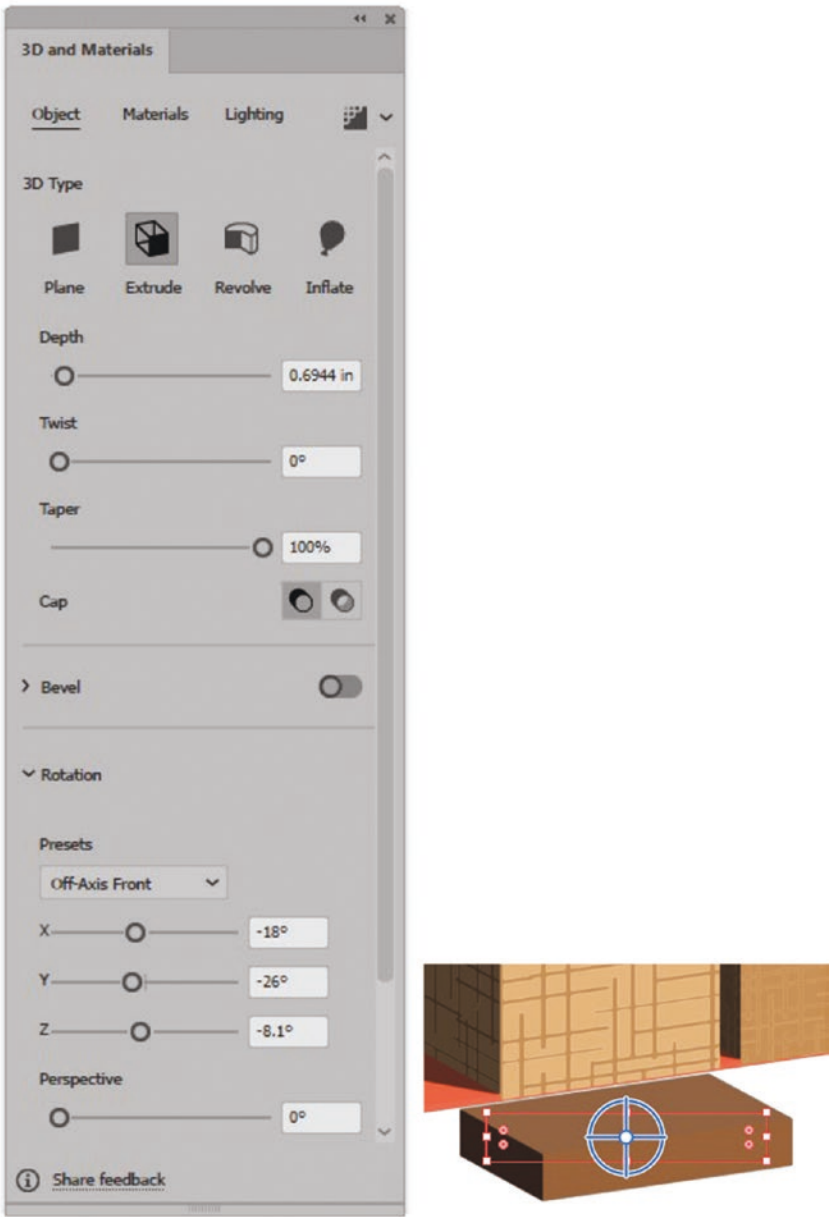 3D and Materials
Object Materials Lighting
3D Type
Plane Extrude Revolve Inflate
Depth
0.6944 in
Twist
0°
Taper
100%
Cap
Bevel
Rotation
Presets
Off-Axis Front
X -18°
Y -26°
Z -8.1°
Perspective
0°
Share feedback